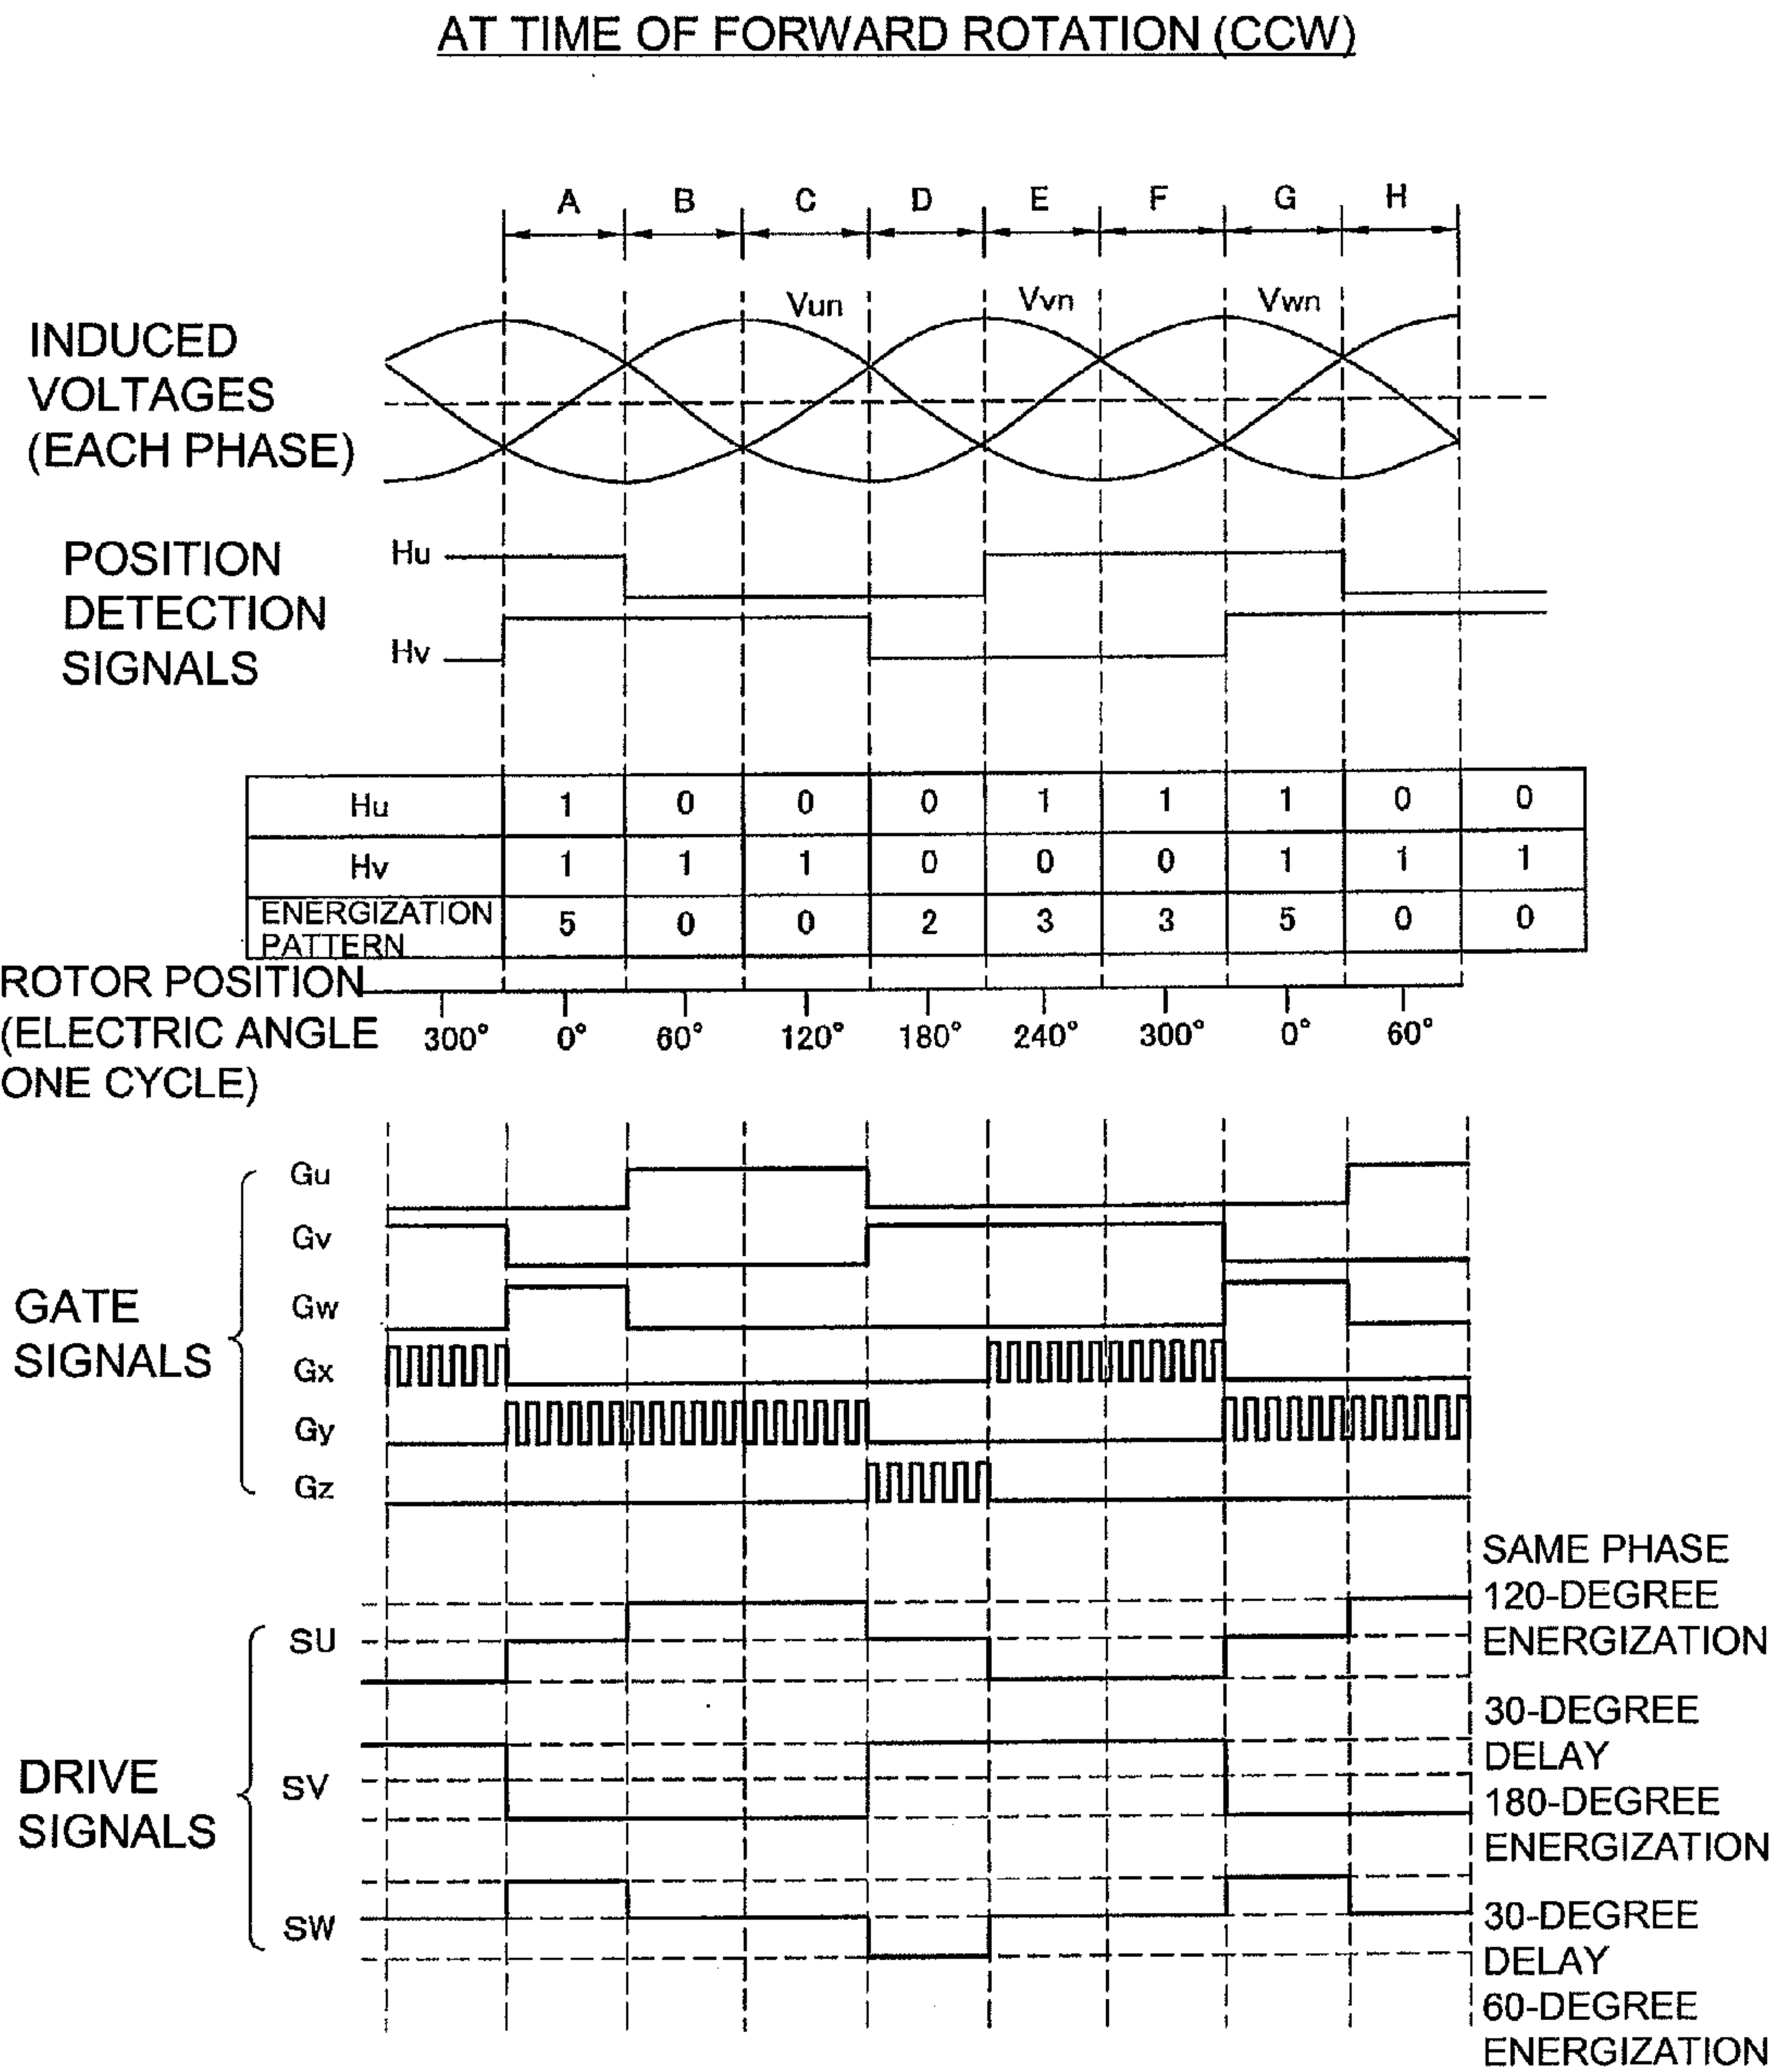 AT TIME OF FORWARD ROTATION (CCW)
A B C D E F G H
Vun Vvn Vwn
INDUCED
VOLTAGES
(EACH PHASE)
POSITION
DETECTION
SIGNALS
Hu
Hv
Hu 1 0 0 0 1 1 1 0 0
Hv 1 1 1 0 0 0 1 1 1
ENERGIZATION
PATTERN 5 0 0 2 3 3 5 0 0
ROTOR POSITION
(ELECTRIC ANGLE
ONE CYCLE)
300° 0° 60° 120° 180° 240° 300° 0° 60°
GATE
SIGNALS
Gu
Gv
Gw
Gx
Gy
Gz
DRIVE
SIGNALS
SU
SV
SW
SAME PHASE
120-DEGREE
ENERGIZATION
30-DEGREE
DELAY
180-DEGREE
ENERGIZATION
30-DEGREE
DELAY
60-DEGREE
ENERGIZATION